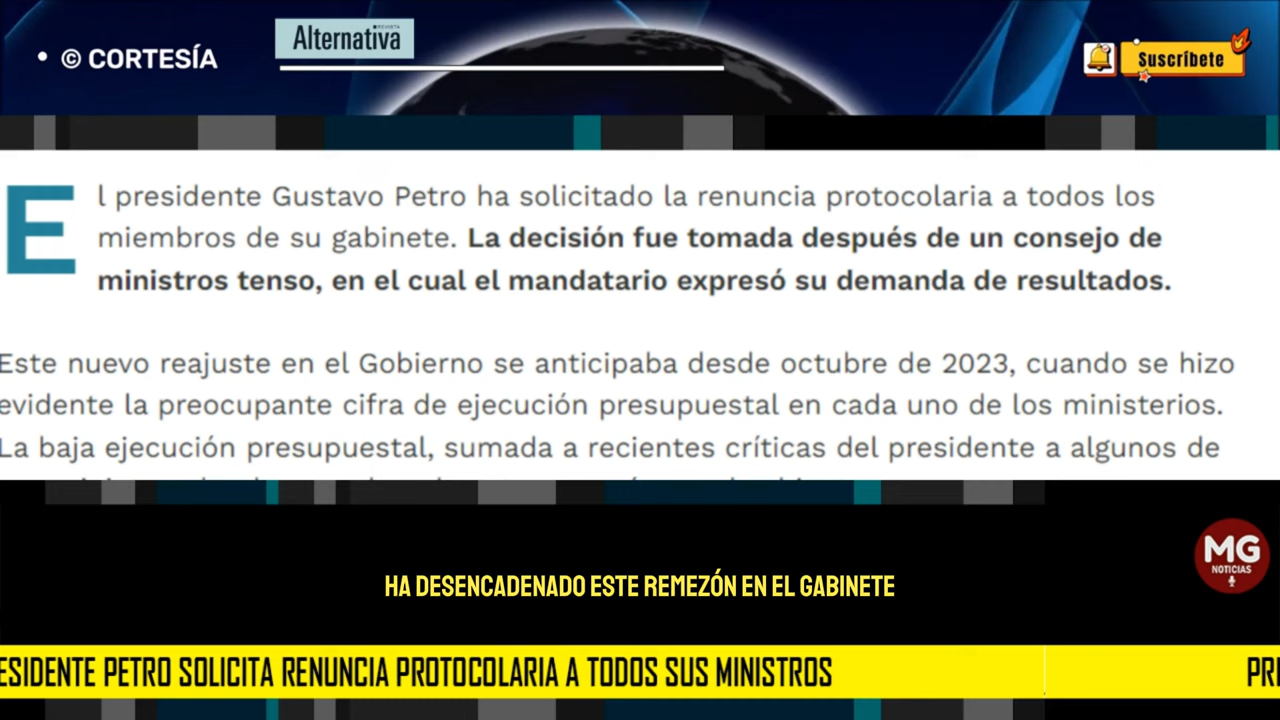 • © CORTESÍA
REVISTA
Alternativa
Suscríbete
El presidente Gustavo Petro ha solicitado la renuncia protocolaria a todos los
miembros de su gabinete. La decisión fue tomada después de un consejo de
ministros tenso, en el cual el mandatario expresó su demanda de resultados.
Este nuevo reajuste en el Gobierno se anticipaba desde octubre de 2023, cuando se hizo
evidente la preocupante cifra de ejecución presupuestal en cada uno de los ministerios.
La baja ejecución presupuestal, sumada a recientes críticas del presidente a algunos de
MG
NOTICIAS
HA DESENCADENADO ESTE REMEZÓN EN EL GABINETE
ESIDENTE PETRO SOLICITA RENUNCIA PROTOCOLARIA A TODOS SUS MINISTROS
PRE